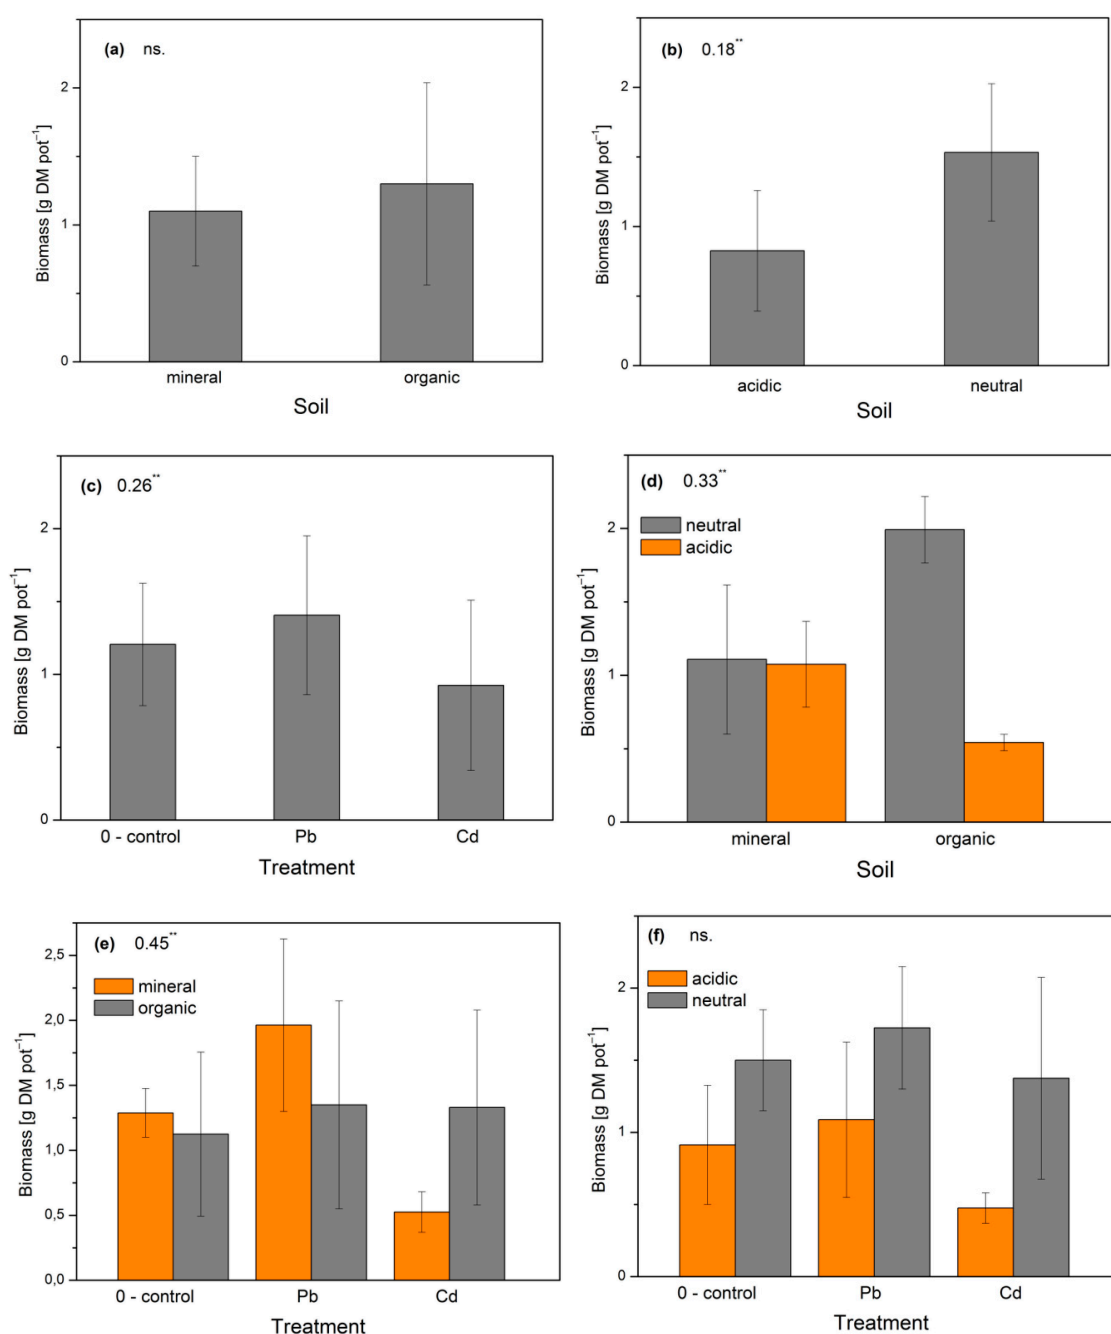 (a) ns.
Biomass [g DM pot⁻¹]
2
1
0
mineral organic
Soil
(b) 0.18**
Biomass [g DM pot⁻¹]
2
1
0
acidic neutral
Soil
(c) 0.26**
Biomass [g DM pot⁻¹]
2
1
0
0 - control Pb Cd
Treatment
(d) 0.33**
neutral
acidic
Biomass [g DM pot⁻¹]
2
1
0
mineral organic
Soil
(e) 0.45**
mineral
organic
Biomass [g DM pot⁻¹]
2,5
2,0
1,5
1,0
0,5
0,0
0 - control Pb Cd
Treatment
(f) ns.
acidic
neutral
Biomass [g DM pot⁻¹]
2
1
0
0 - control Pb Cd
Treatment